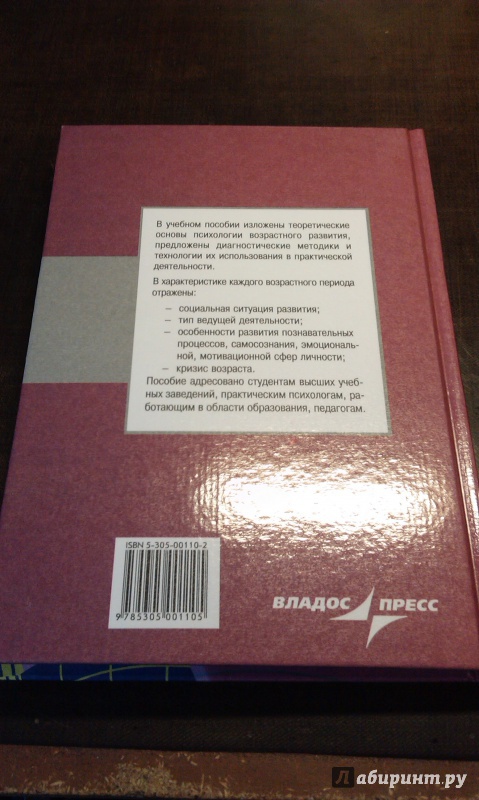 В учебном пособии изложены теоретические
основы психологии возрастного развития,
предложены диагностические методики и
технологии их использования в практической
деятельности.
В характеристике каждого возрастного периода
отражены:
— социальная ситуация развития;
— тип ведущей деятельности;
— особенности развития познавательных
процессов, самосознания, эмоциональ-
ной, мотивационной сфер личности;
— кризис возраста.
Пособие адресовано студентам высших учеб-
ных заведений, практическим психологам, ра-
ботающим в области образования, педагогам.
ISBN 5-305-00110-2
9 785305 001105
ВЛАДОС ПРЕСС
Лабиринт.ру